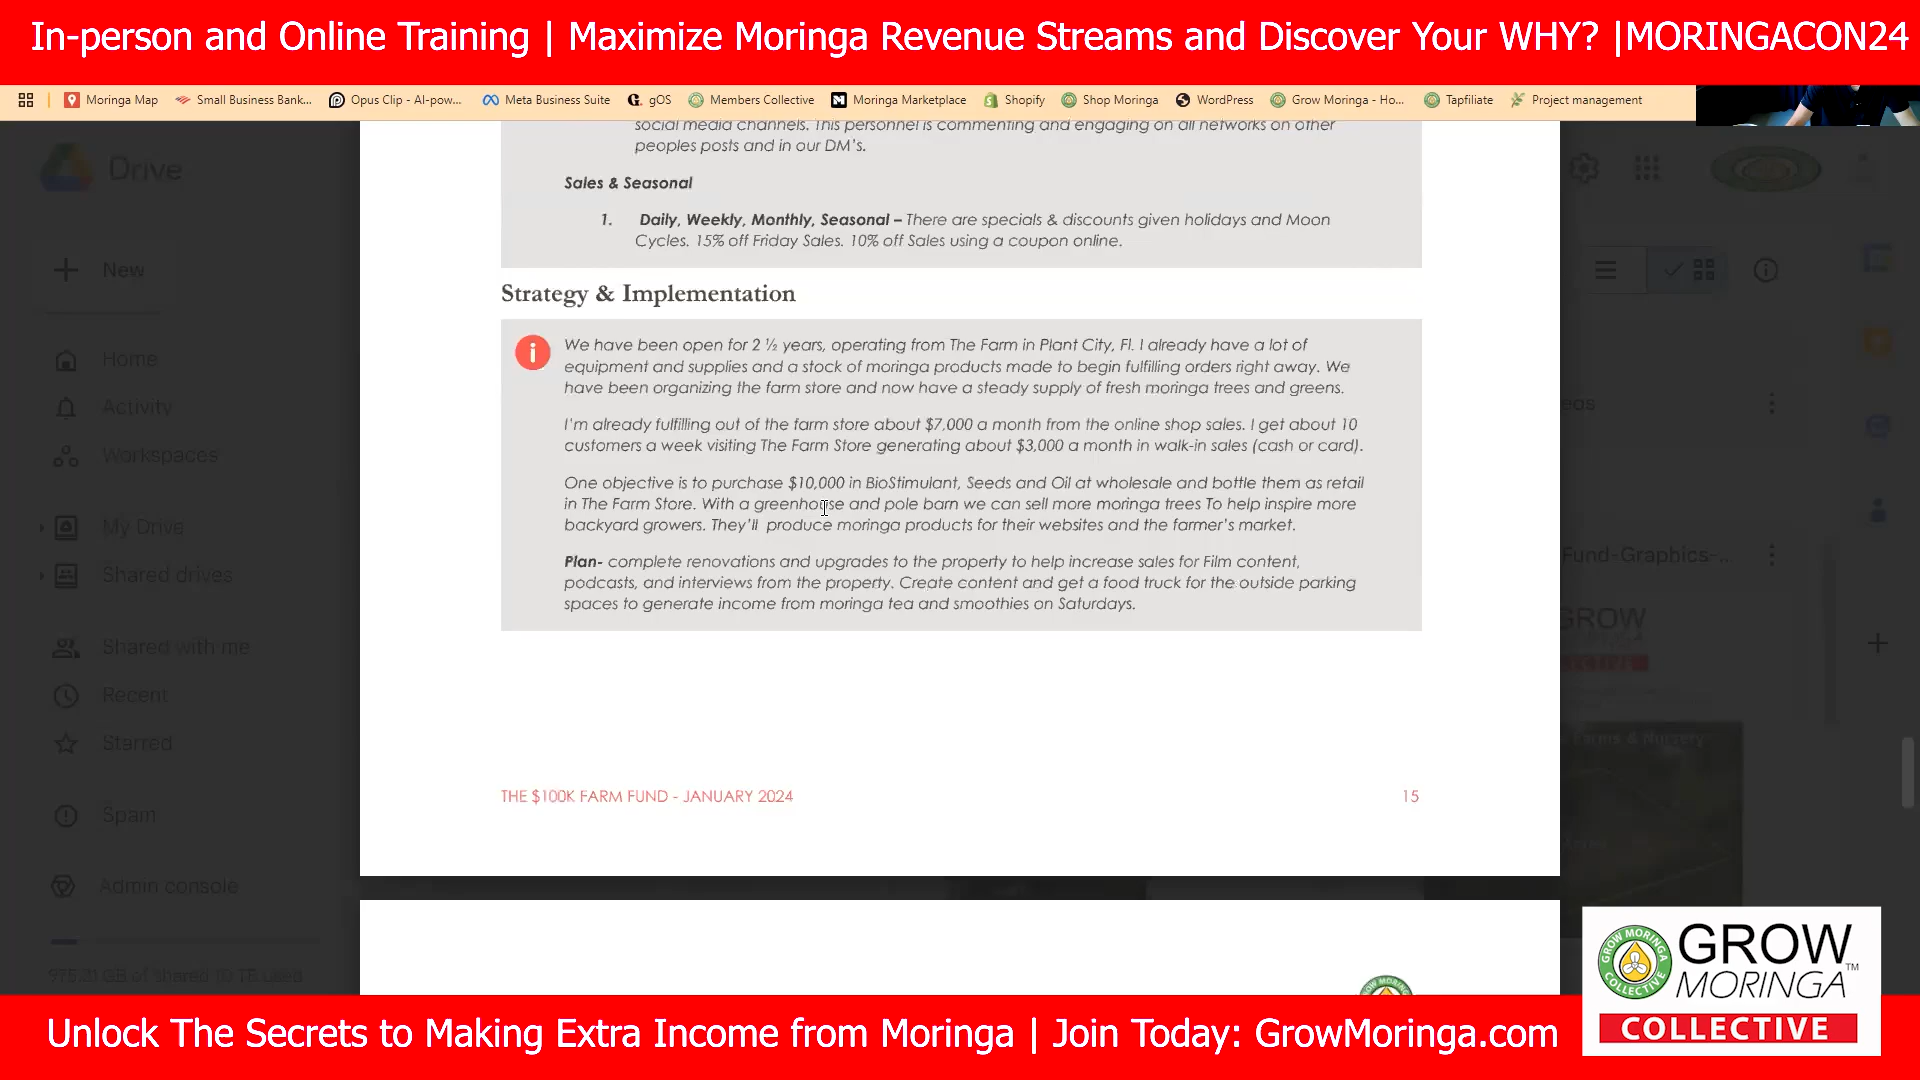 In-person and Online Training | Maximize Moringa Revenue Streams and Discover Your WHY? |MORINGACON24
Moringa Map Small Business Bank... Opus Clip - AI-pow... Meta Business Suite gOS Members Collective Moringa Marketplace Shopify Shop Moringa WordPress Grow Moringa - Ho... Tapfiliate Project management
social media channels. This personnel is commenting and engaging on all networks on other
peoples posts and in our DM's.
Drive
Sales & Seasonal
1. Daily, Weekly, Monthly, Seasonal – There are specials & discounts given holidays and Moon
Cycles. 15% off Friday Sales. 10% off Sales using a coupon online.
New
Strategy & Implementation
We have been open for 2 ½ years, operating from The Farm in Plant City, Fl. I already have a lot of
equipment and supplies and a stock of moringa products made to begin fulfilling orders right away. We
have been organizing the farm store and now have a steady supply of fresh moringa trees and greens.
I'm already fulfilling out of the farm store about $7,000 a month from the online shop sales. I get about 10
customers a week visiting The Farm Store generating about $3,000 a month in walk-in sales (cash or card).
One objective is to purchase $10,000 in BioStimulant, Seeds and Oil at wholesale and bottle them as retail
in The Farm Store. With a greenhouse and pole barn we can sell more moringa trees To help inspire more
backyard growers. They'll produce moringa products for their websites and the farmer's market.
Plan- complete renovations and upgrades to the property to help increase sales for Film content,
podcasts, and interviews from the property. Create content and get a food truck for the outside parking
spaces to generate income from moringa tea and smoothies on Saturdays.
THE $100K FARM FUND - JANUARY 2024 15
Home
Activity
Workspaces
My Drive
Shared drives
Shared with me
Recent
Starred
Spam
Admin console
Fund-Graphics-...
GROW
Farms & Nursery
GROW MORINGA
COLLECTIVE
GROW
MORINGA™
COLLECTIVE
Unlock The Secrets to Making Extra Income from Moringa | Join Today: GrowMoringa.com